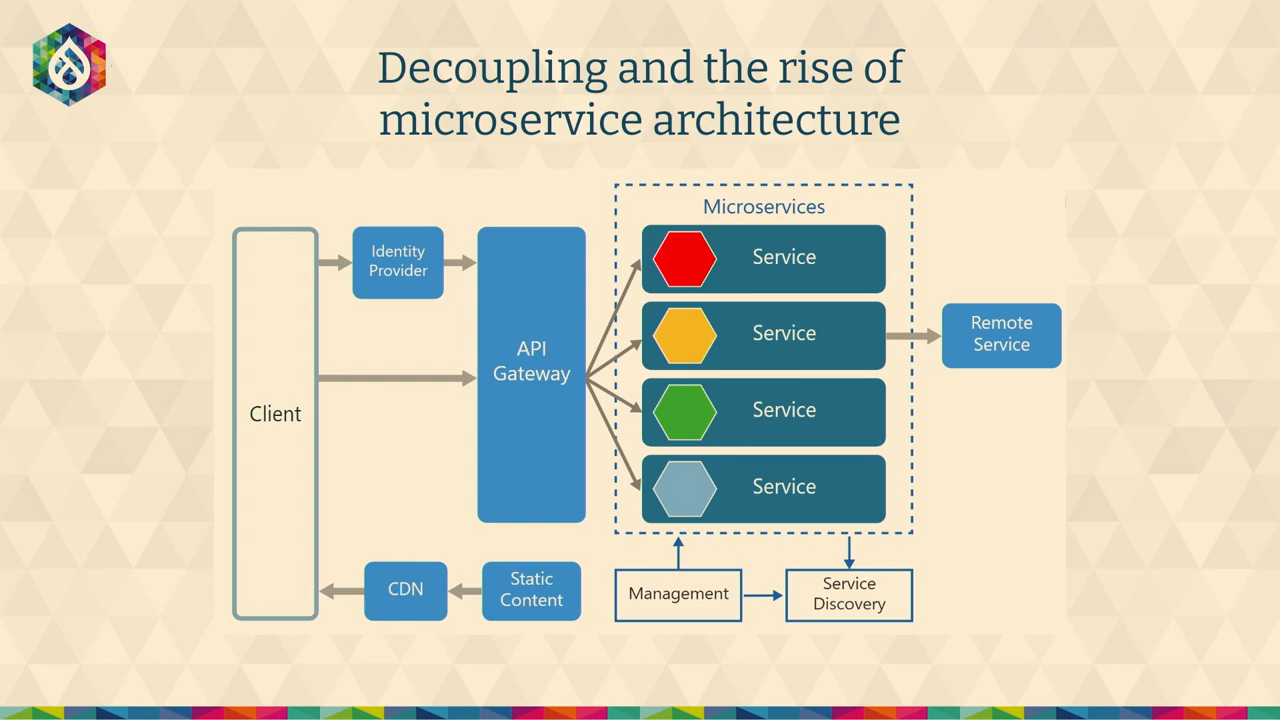 Decoupling and the rise of
microservice architecture
Microservices
Client
Identity
Provider
API
Gateway
Service
Service
Service
Service
Remote
Service
CDN
Static
Content
Management
Service
Discovery